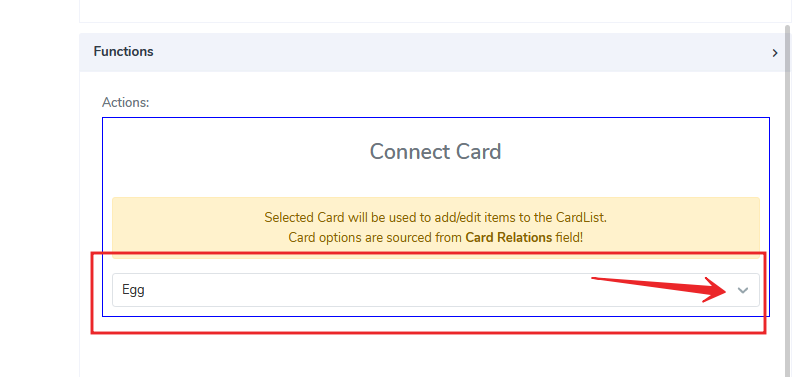 Functions
Actions:
Connect Card
Selected Card will be used to add/edit items to the CardList.
Card options are sourced from Card Relations field!
Egg